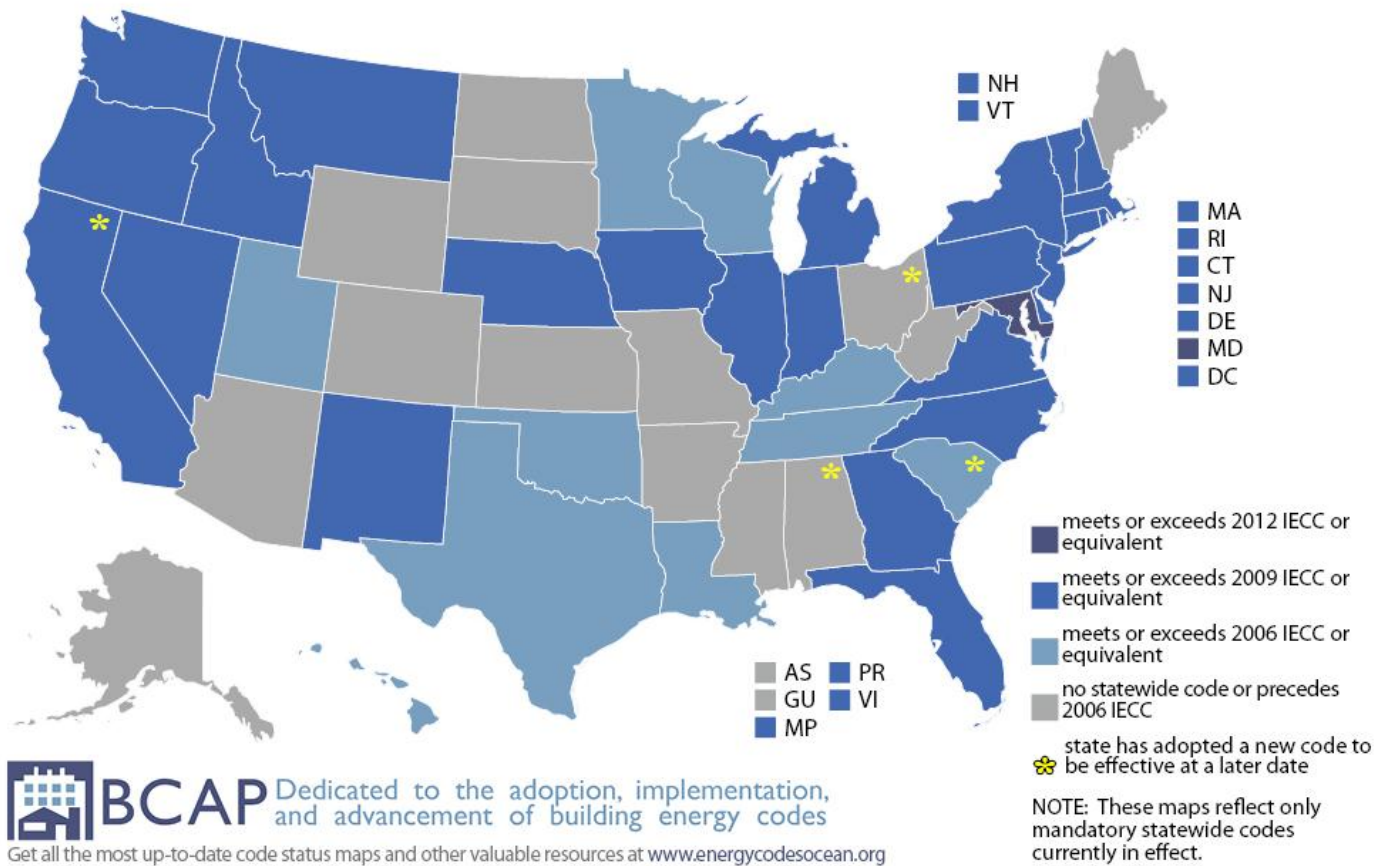 NH
VT
MA
RI
CT
NJ
DE
MD
DC
meets or exceeds 2012 IECC or
equivalent
meets or exceeds 2009 IECC or
equivalent
meets or exceeds 2006 IECC or
equivalent
no statewide code or precedes
2006 IECC
* state has adopted a new code to
be effective at a later date
NOTE: These maps reflect only
mandatory statewide codes
currently in effect.
AS PR
GU VI
MP
BCAP Dedicated to the adoption, implementation,
and advancement of building energy codes
Get all the most up-to-date code status maps and other valuable resources at www.energycodesocean.org